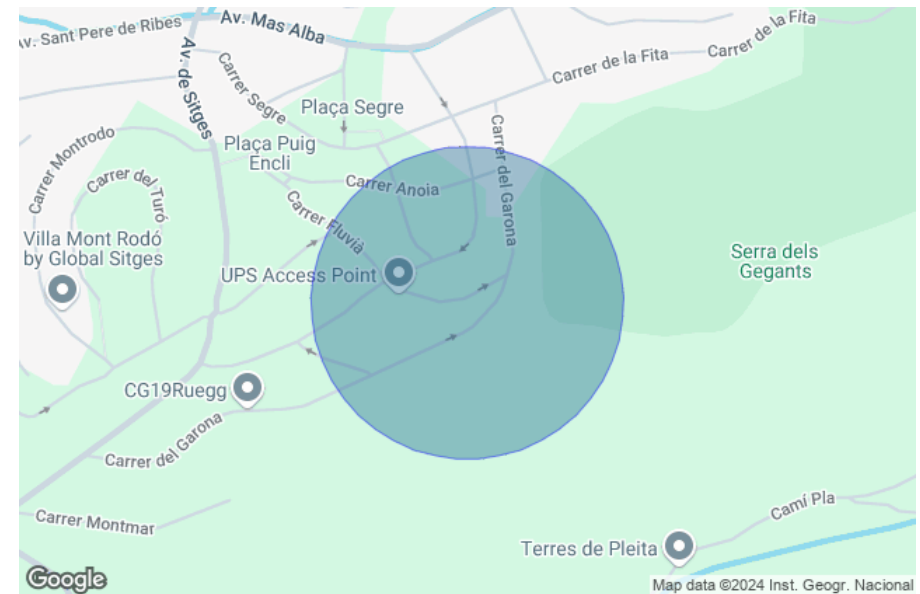 Av. Sant Pere de Ribes
Av. Mas Alba
Carrer de la Fita
Carrer de la Fita
Av. de Sitges
Carrer Segre
Plaça Segre
Plaça Puig
Encli
Carrer del Garona
Carrer Montrodo
Carrer del Turó
Carrer Anoia
Carrer Fluvià
Villa Mont Rodó
by Global Sitges
UPS Access Point
Serra dels
Gegants
CG19Ruegg
Carrer del Garona
Carrer Montmar
Camí Pla
Terres de Pleita
Google
Map data ©2024 Inst. Geogr. Nacional